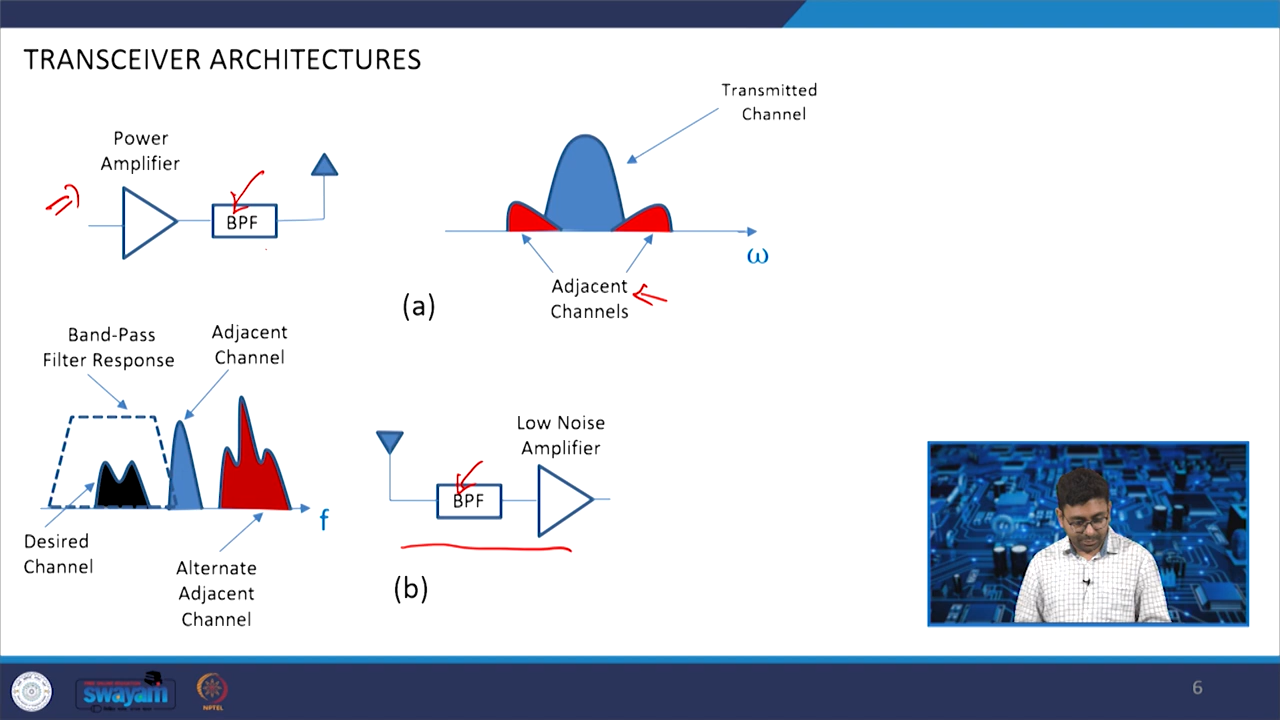 TRANSCEIVER ARCHITECTURES
Power
Amplifier
BPF
Transmitted
Channel
ω
Adjacent
Channels
(a)
Band-Pass
Filter Response
Adjacent
Channel
f
Desired
Channel
Alternate
Adjacent
Channel
Low Noise
Amplifier
BPF
(b)
swayam
NPTEL
6